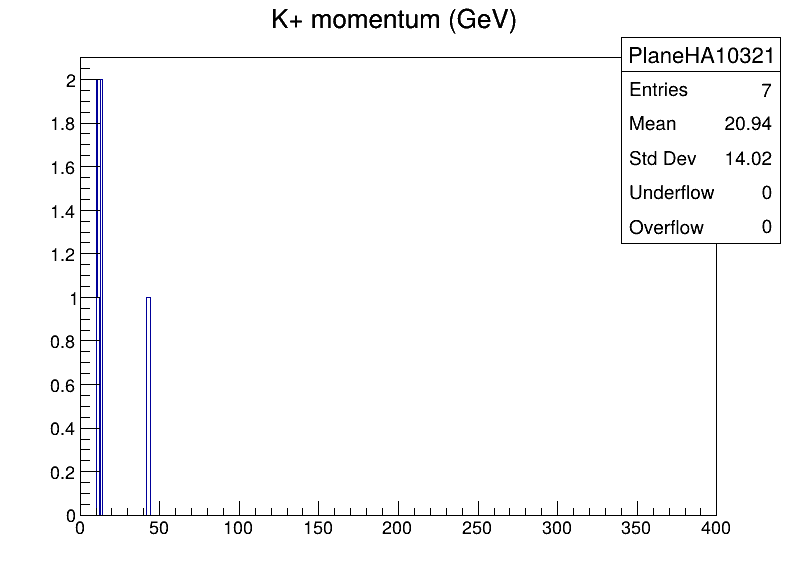 K+ momentum (GeV)
PlaneHA10321
Entries 7
Mean 20.94
Std Dev 14.02
Underflow 0
Overflow 0
2
1.8
1.6
1.4
1.2
1
0.8
0.6
0.4
0.2
0
0 50 100 150 200 250 300 350 400